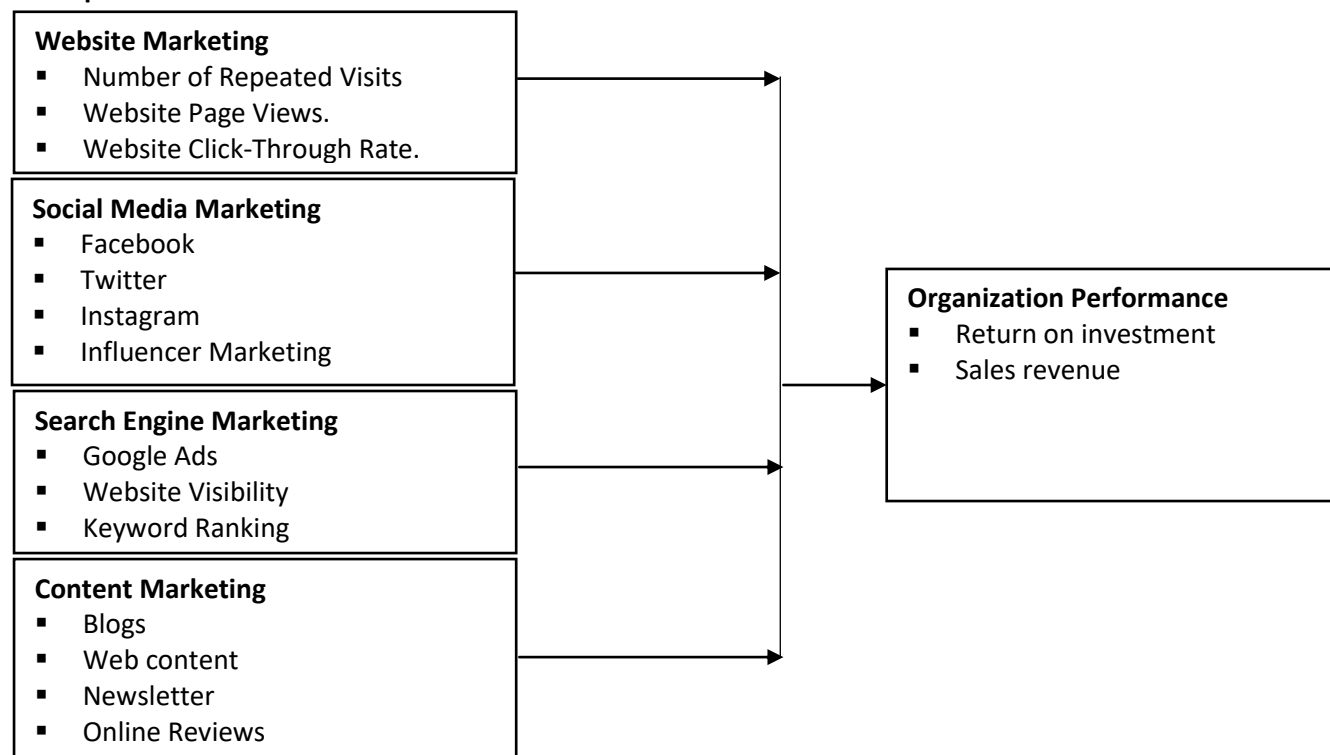 Website Marketing
▪ Number of Repeated Visits
▪ Website Page Views.
▪ Website Click-Through Rate.
Social Media Marketing
▪ Facebook
▪ Twitter
▪ Instagram
▪ Influencer Marketing
Search Engine Marketing
▪ Google Ads
▪ Website Visibility
▪ Keyword Ranking
Content Marketing
▪ Blogs
▪ Web content
▪ Newsletter
▪ Online Reviews
Organization Performance
▪ Return on investment
▪ Sales revenue